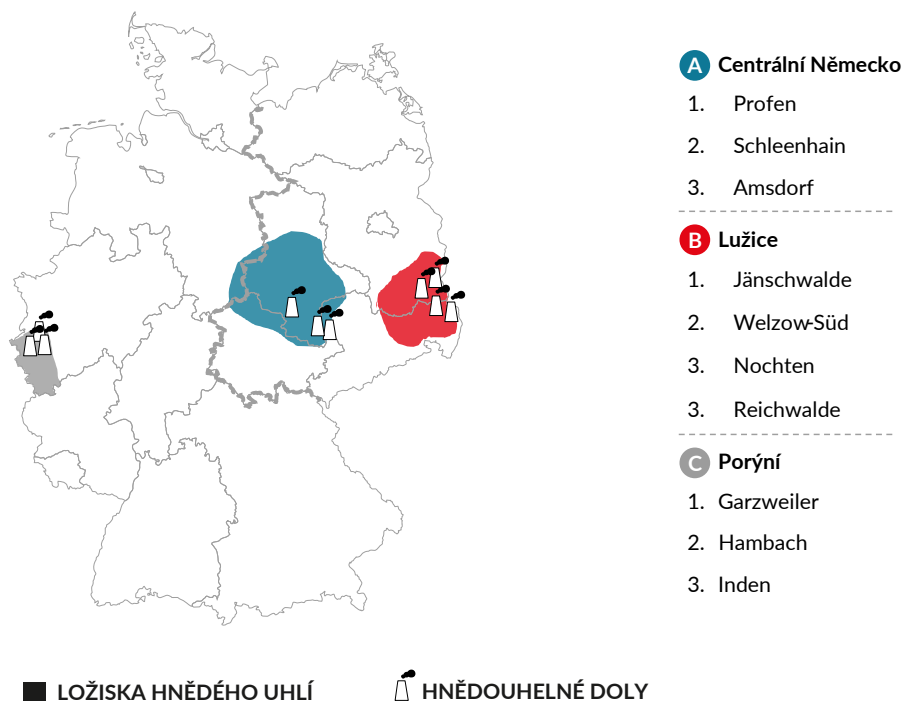 A Centrální Německo
1. Profen
2. Schleenhain
3. Amsdorf
B Lužice
1. Jänschwalde
2. Welzow-Süd
3. Nochten
3. Reichwalde
C Porýní
1. Garzweiler
2. Hambach
3. Inden
LOŽISKA HNĚDÉHO UHLÍ
HNĚDOUHELNÉ DOLY